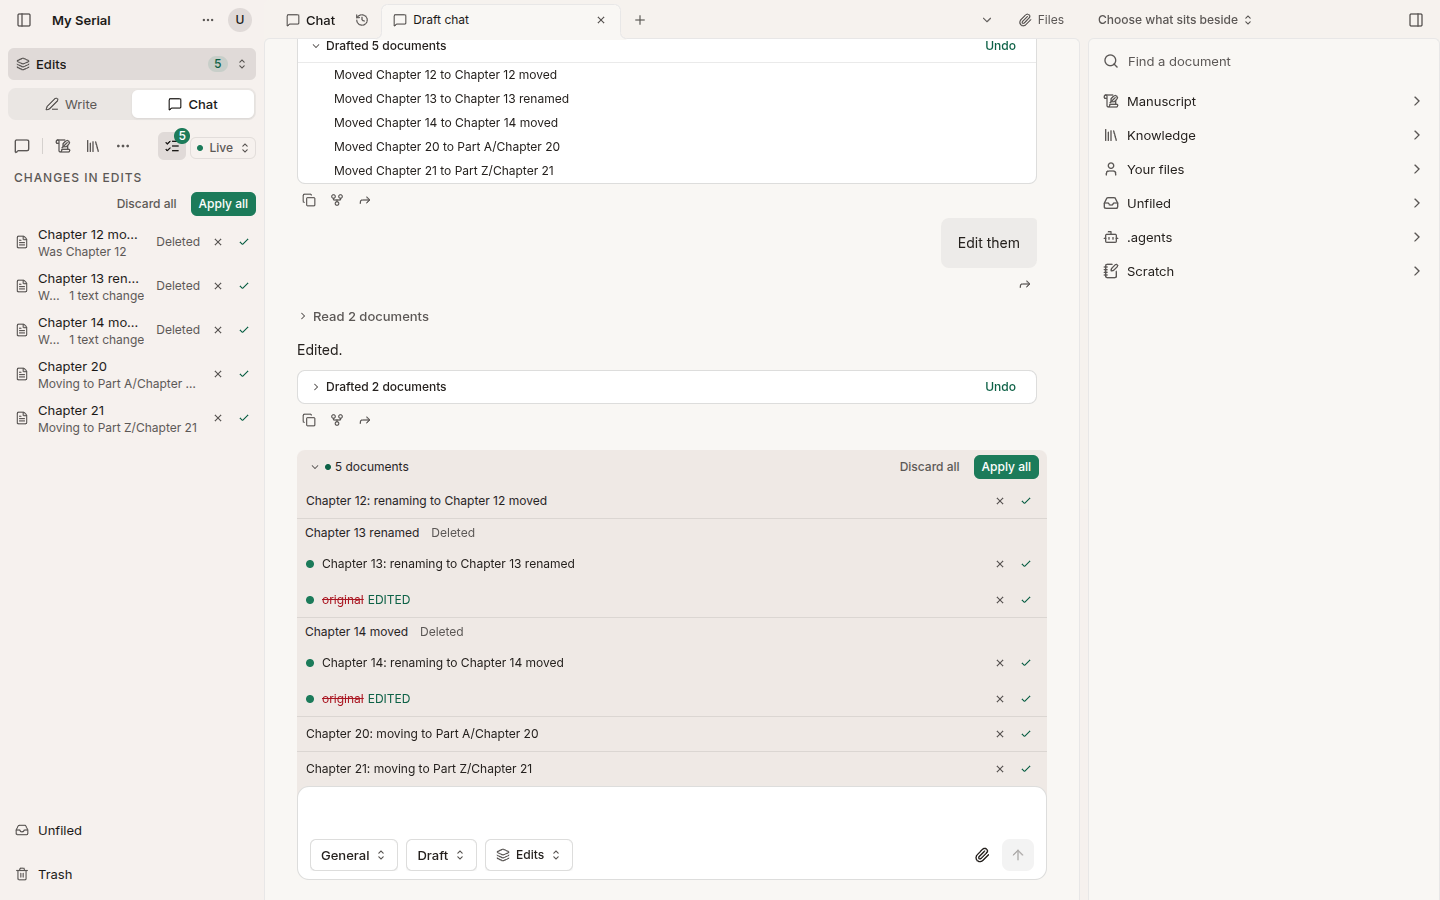 My Serial
U
Edits
5
Write
Chat
5
Live
CHANGES IN EDITS
Discard all
Apply all
Chapter 12 mo...
Was Chapter 12
Deleted
Chapter 13 ren...
W... 1 text change
Deleted
Chapter 14 mo...
W... 1 text change
Deleted
Chapter 20
Moving to Part A/Chapter ...
Chapter 21
Moving to Part Z/Chapter 21
Unfiled
Trash
Chat
Draft chat
Files
Drafted 5 documents
Undo
Moved Chapter 12 to Chapter 12 moved
Moved Chapter 13 to Chapter 13 renamed
Moved Chapter 14 to Chapter 14 moved
Moved Chapter 20 to Part A/Chapter 20
Moved Chapter 21 to Part Z/Chapter 21
Edit them
Read 2 documents
Edited.
Drafted 2 documents
Undo
5 documents
Discard all
Apply all
Chapter 12: renaming to Chapter 12 moved
Chapter 13 renamed Deleted
Chapter 13: renaming to Chapter 13 renamed
original EDITED
Chapter 14 moved Deleted
Chapter 14: renaming to Chapter 14 moved
original EDITED
Chapter 20: moving to Part A/Chapter 20
Chapter 21: moving to Part Z/Chapter 21
General
Draft
Edits
Choose what sits beside
Find a document
Manuscript
Knowledge
Your files
Unfiled
.agents
Scratch